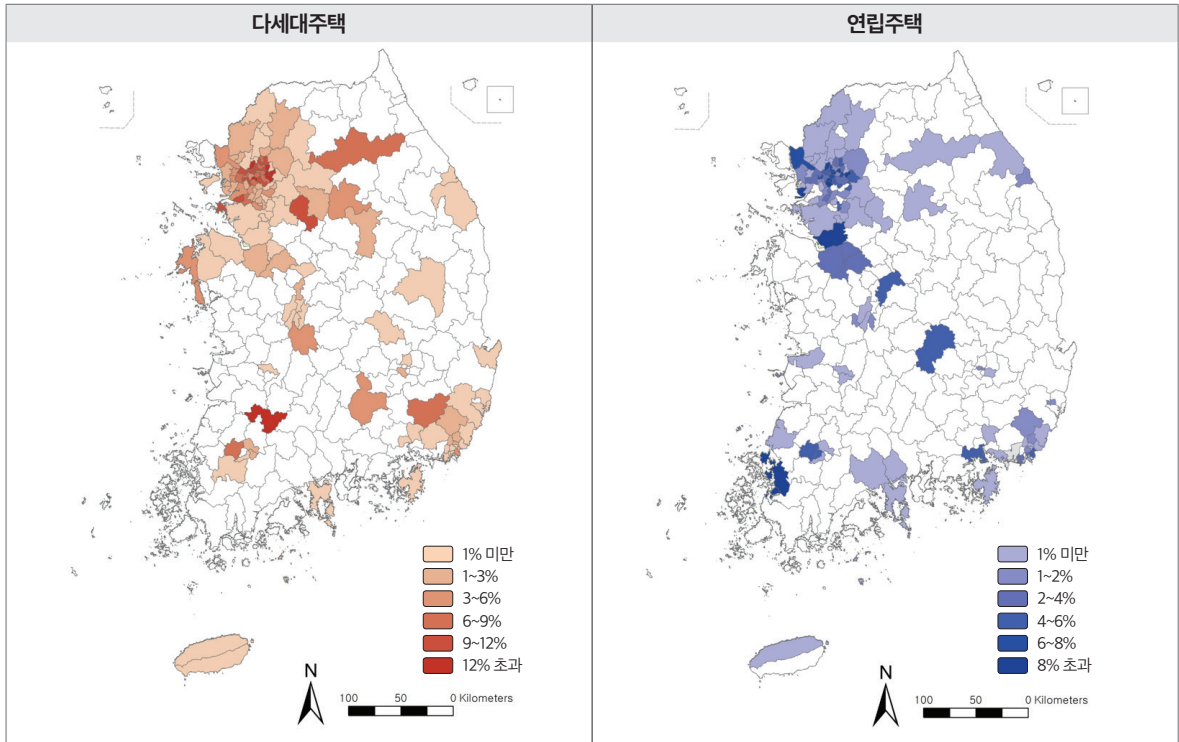 다세대주택
연립주택
1% 미만
1~3%
3~6%
6~9%
9~12%
12% 초과
N
100 50 0 Kilometers
1% 미만
1~2%
2~4%
4~6%
6~8%
8% 초과
N
100 50 0 Kilometers